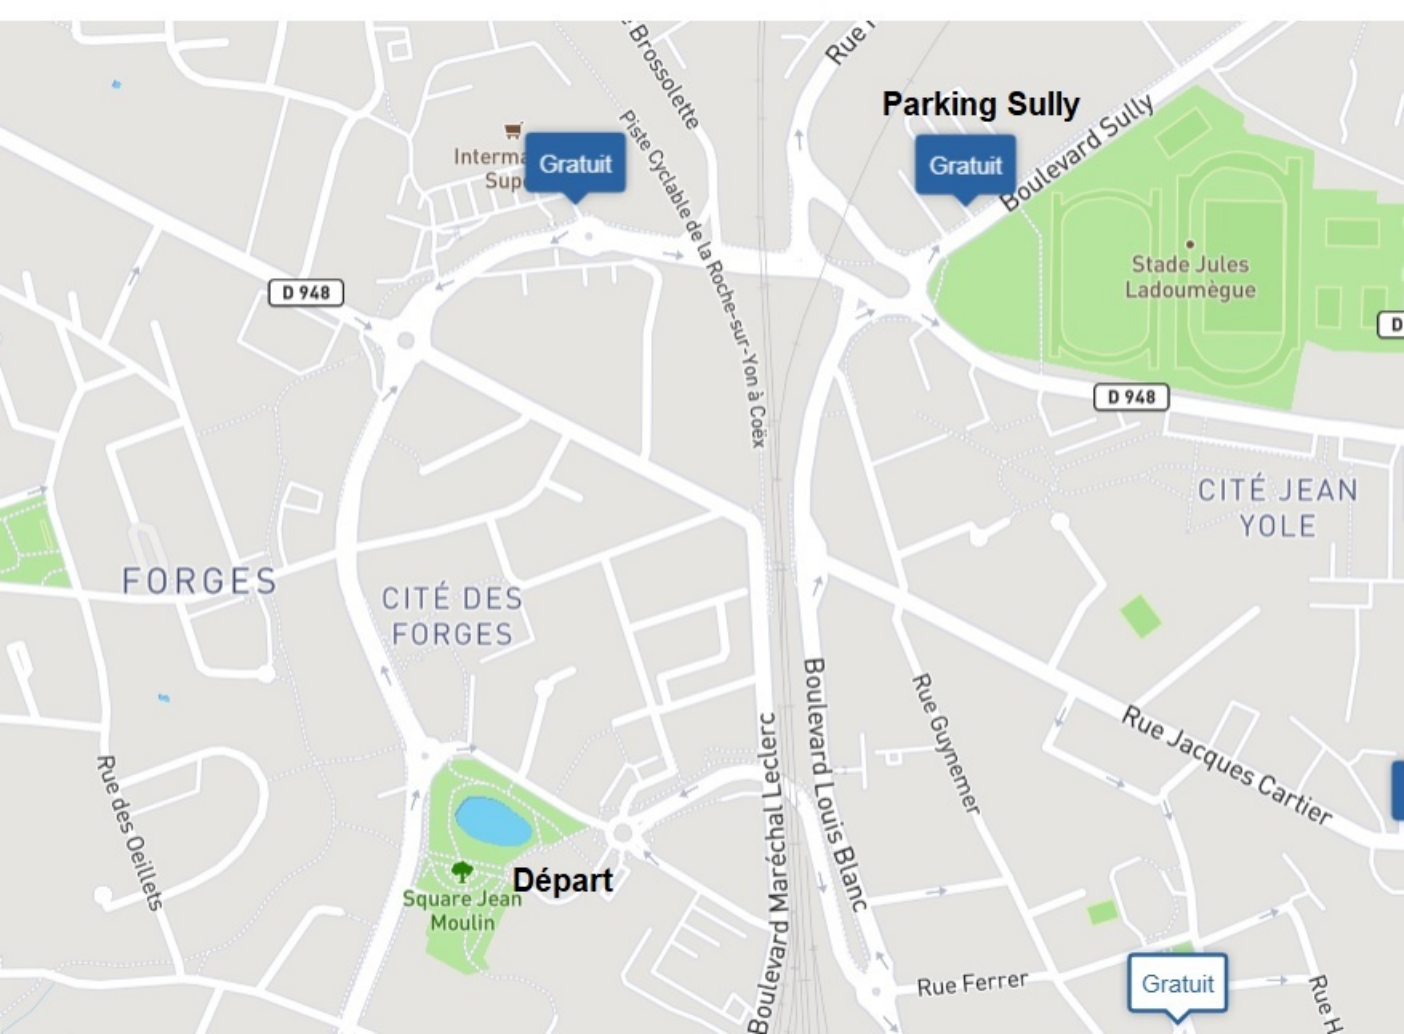 Brossolette
Rue
Parking Sully
Gratuit
Boulevard Sully
Gratuit
Piste Cyclable de la Roche-sur-Yon à Coëx
Stade Jules
Ladoumègue
D 948
D 948
CITÉ JEAN
YOLE
FORGES
CITÉ DES
FORGES
Rue des Oeillets
Boulevard Maréchal Leclerc
Boulevard Louis Blanc
Rue Guynemer
Rue Jacques Cartier
Départ
Square Jean
Moulin
Rue Ferrer
Gratuit
Rue